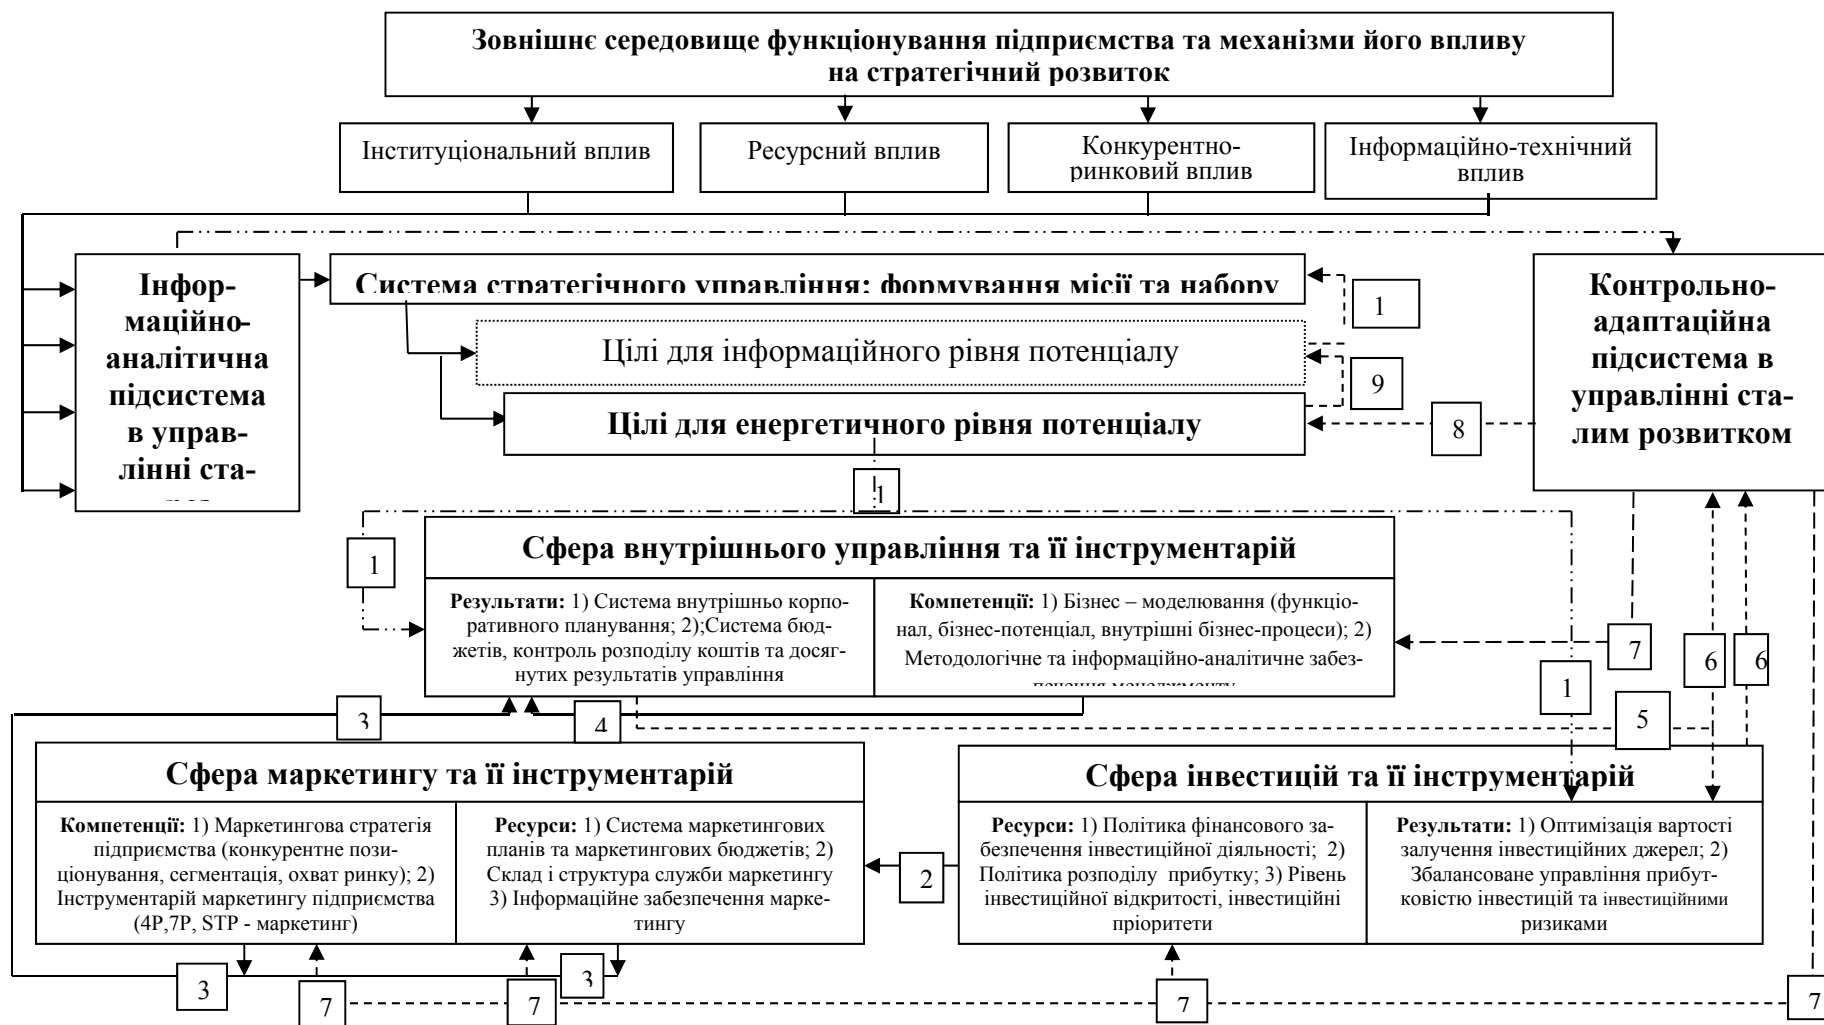 Зовнішнє середовище функціонування підприємства та механізми його впливу
на стратегічний розвиток
Інституціональний вплив
Ресурсний вплив
Конкурентно-
ринковий вплив
Інформаційно-технічний
вплив
Інфор-
маційно-
аналітична
підсистема
в управ-
лінні ста-
Система стратегічного управління: формування місії та набору
1
Цілі для інформаційного рівня потенціалу
9
Цілі для енергетичного рівня потенціалу
8
Контрольно-
адаптаційна
підсистема в
управлінні ста-
лим розвитком
1
1
Сфера внутрішнього управління та її інструментарій
Результати: 1) Система внутрішньо корпо-
ративного планування; 2);Система бюд-
жетів, контроль розподілу коштів та досяг-
нутих результатів управління
Компетенції: 1) Бізнес – моделювання (функціо-
нал, бізнес-потенціал, внутрішні бізнес-процеси); 2)
Методологічне та інформаційно-аналітичне забез-
печення менеджменту
7
6
6
1
3
4
5
Сфера маркетингу та її інструментарій
Компетенції: 1) Маркетингова стратегія
підприємства (конкурентне пози-
ціонування, сегментація, охват ринку); 2)
Інструментарій маркетингу підприємства
(4Р,7Р, STP - маркетинг)
Ресурси: 1) Система маркетингових
планів та маркетингових бюджетів; 2)
Склад і структура служби маркетингу
3) Інформаційне забезпечення марке-
тингу
2
Сфера інвестицій та її інструментарій
Ресурси: 1) Політика фінансового за-
безпечення інвестиційної діяльності; 2)
Політика розподілу прибутку; 3) Рівень
інвестиційної відкритості, інвестиційні
пріоритети
Результати: 1) Оптимізація вартості
залучення інвестиційних джерел; 2)
Збалансоване управління прибут-
ковістю інвестицій та інвестиційними
ризиками
3
7
7
3
7
7